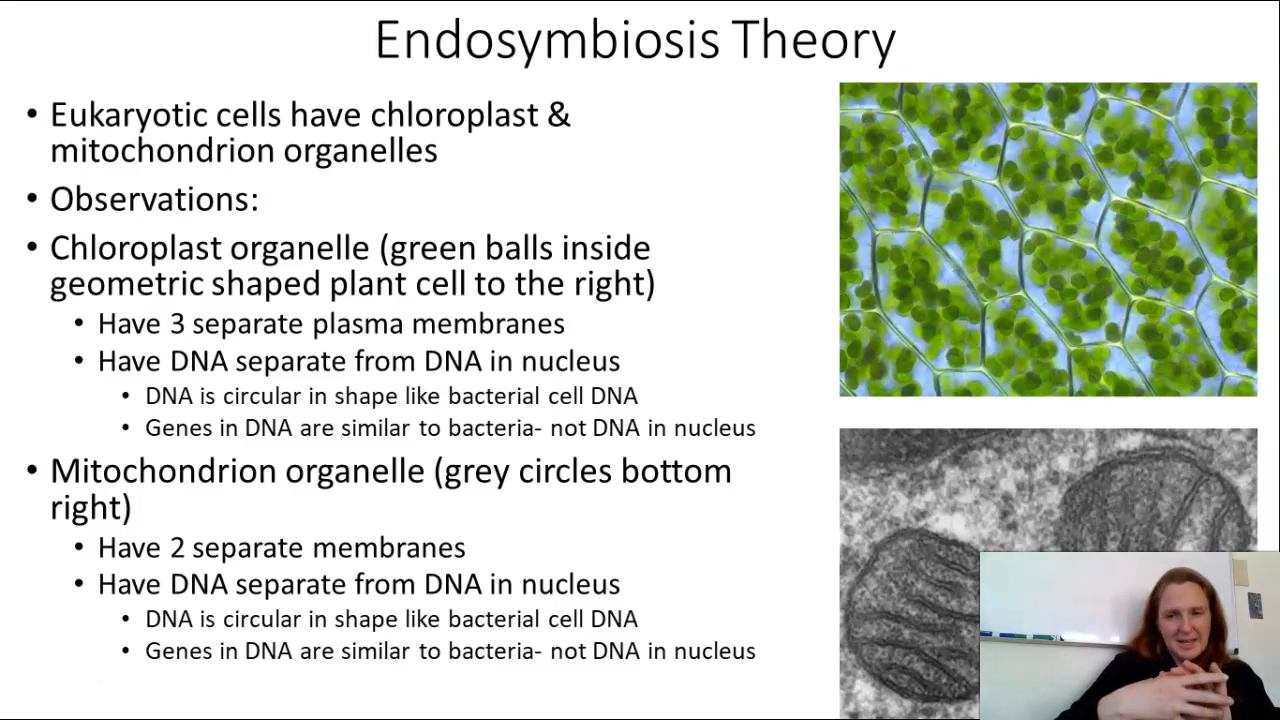 Endosymbiosis Theory
• Eukaryotic cells have chloroplast &
mitochondrion organelles
• Observations:
• Chloroplast organelle (green balls inside
geometric shaped plant cell to the right)
• Have 3 separate plasma membranes
• Have DNA separate from DNA in nucleus
• DNA is circular in shape like bacterial cell DNA
• Genes in DNA are similar to bacteria- not DNA in nucleus
• Mitochondrion organelle (grey circles bottom
right)
• Have 2 separate membranes
• Have DNA separate from DNA in nucleus
• DNA is circular in shape like bacterial cell DNA
• Genes in DNA are similar to bacteria- not DNA in nucleus